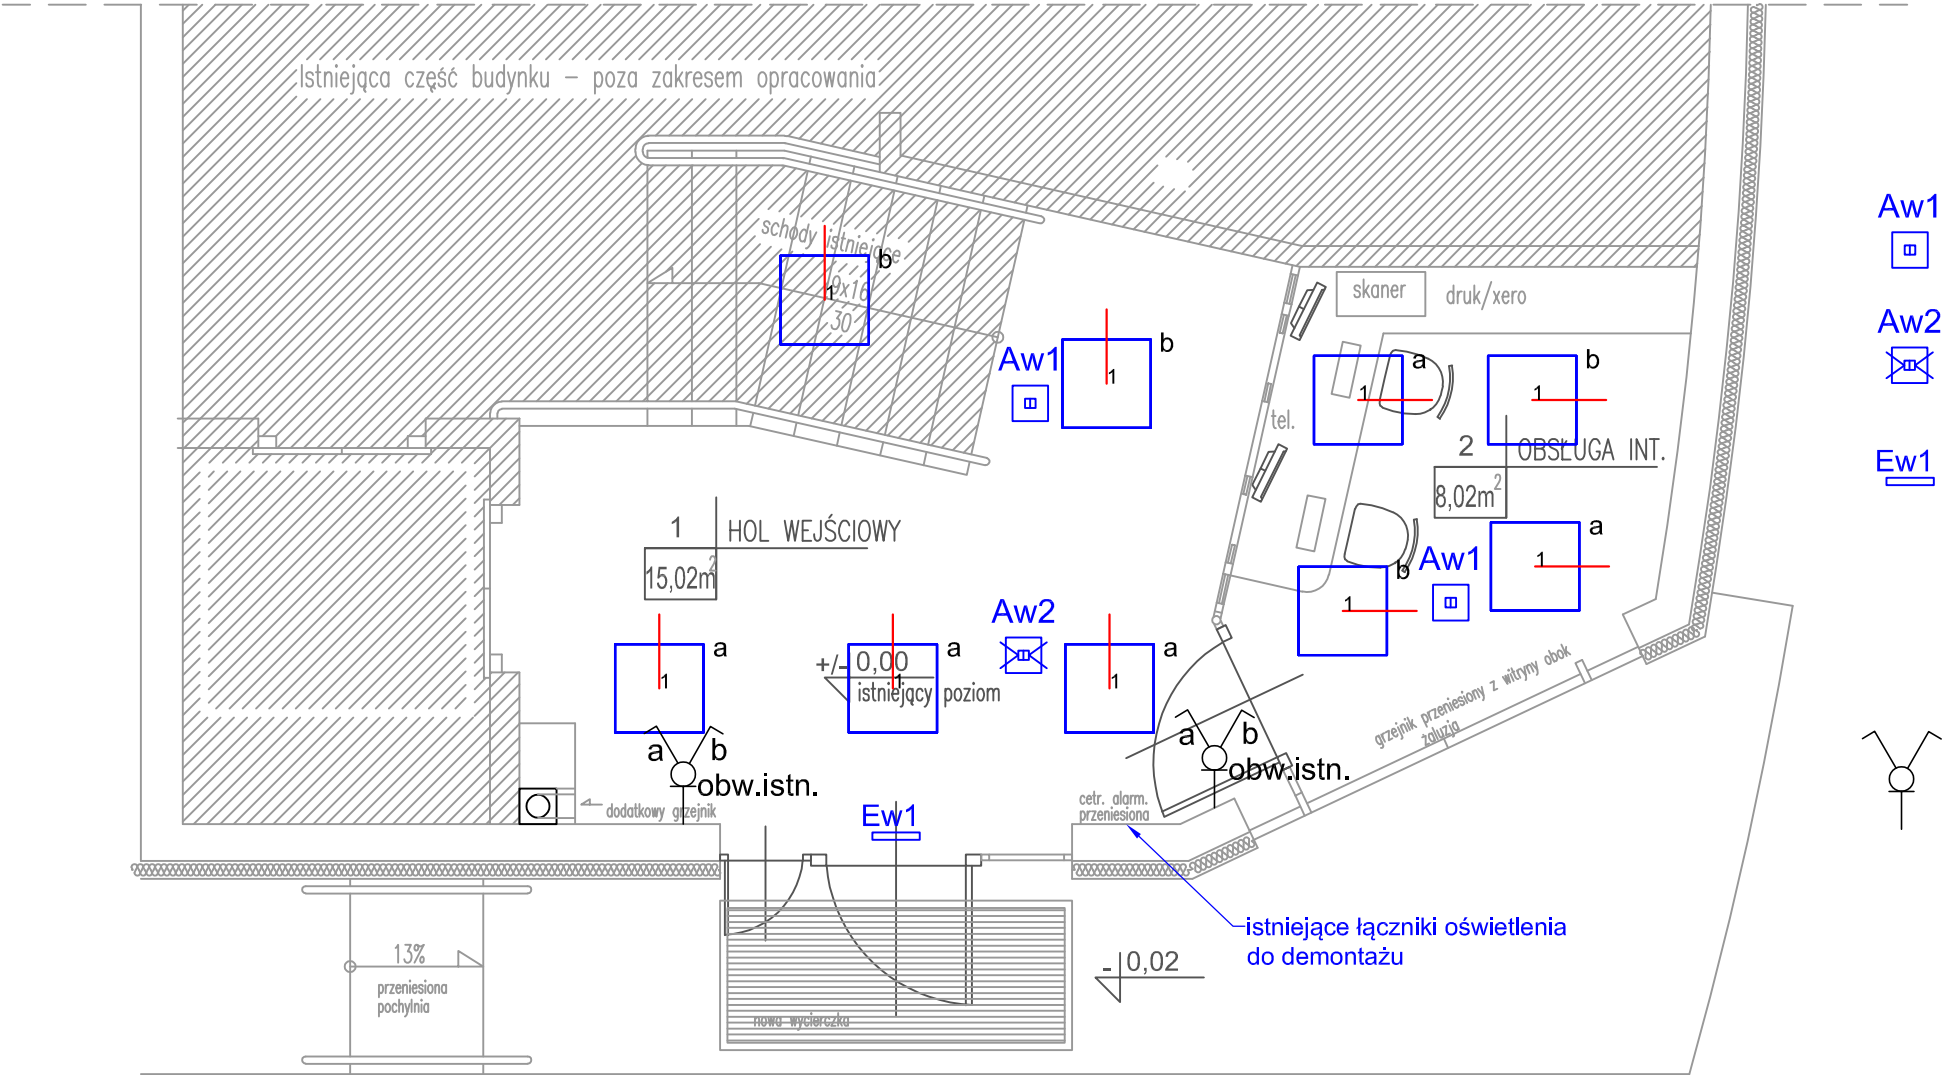 Istniejąca część budynku – poza zakresem opracowania
schody istniejące
9x16
30
b
1
Aw1
b
1
skaner
druk/xero
tel.
a
1
b
1
2 OBSŁUGA INT.
8,02m²
Aw1
a
1
b
1
1 HOL WEJŚCIOWY
15,02m²
Aw2
a
1
+/- 0,00
istniejący poziom
a
1
a
1
a b
obw.istn.
a b
obw.istn.
dodatkowy grzejnik
Ew1
cetr. alarm.
przeniesiona
grzejnik przeniesiony z witryny obok
żaluzja
istniejące łączniki oświetlenia
do demontażu
- 0,02
13%
przeniesiona
pochylnia
nowa wycieraczka
Aw1
Aw2
Ew1